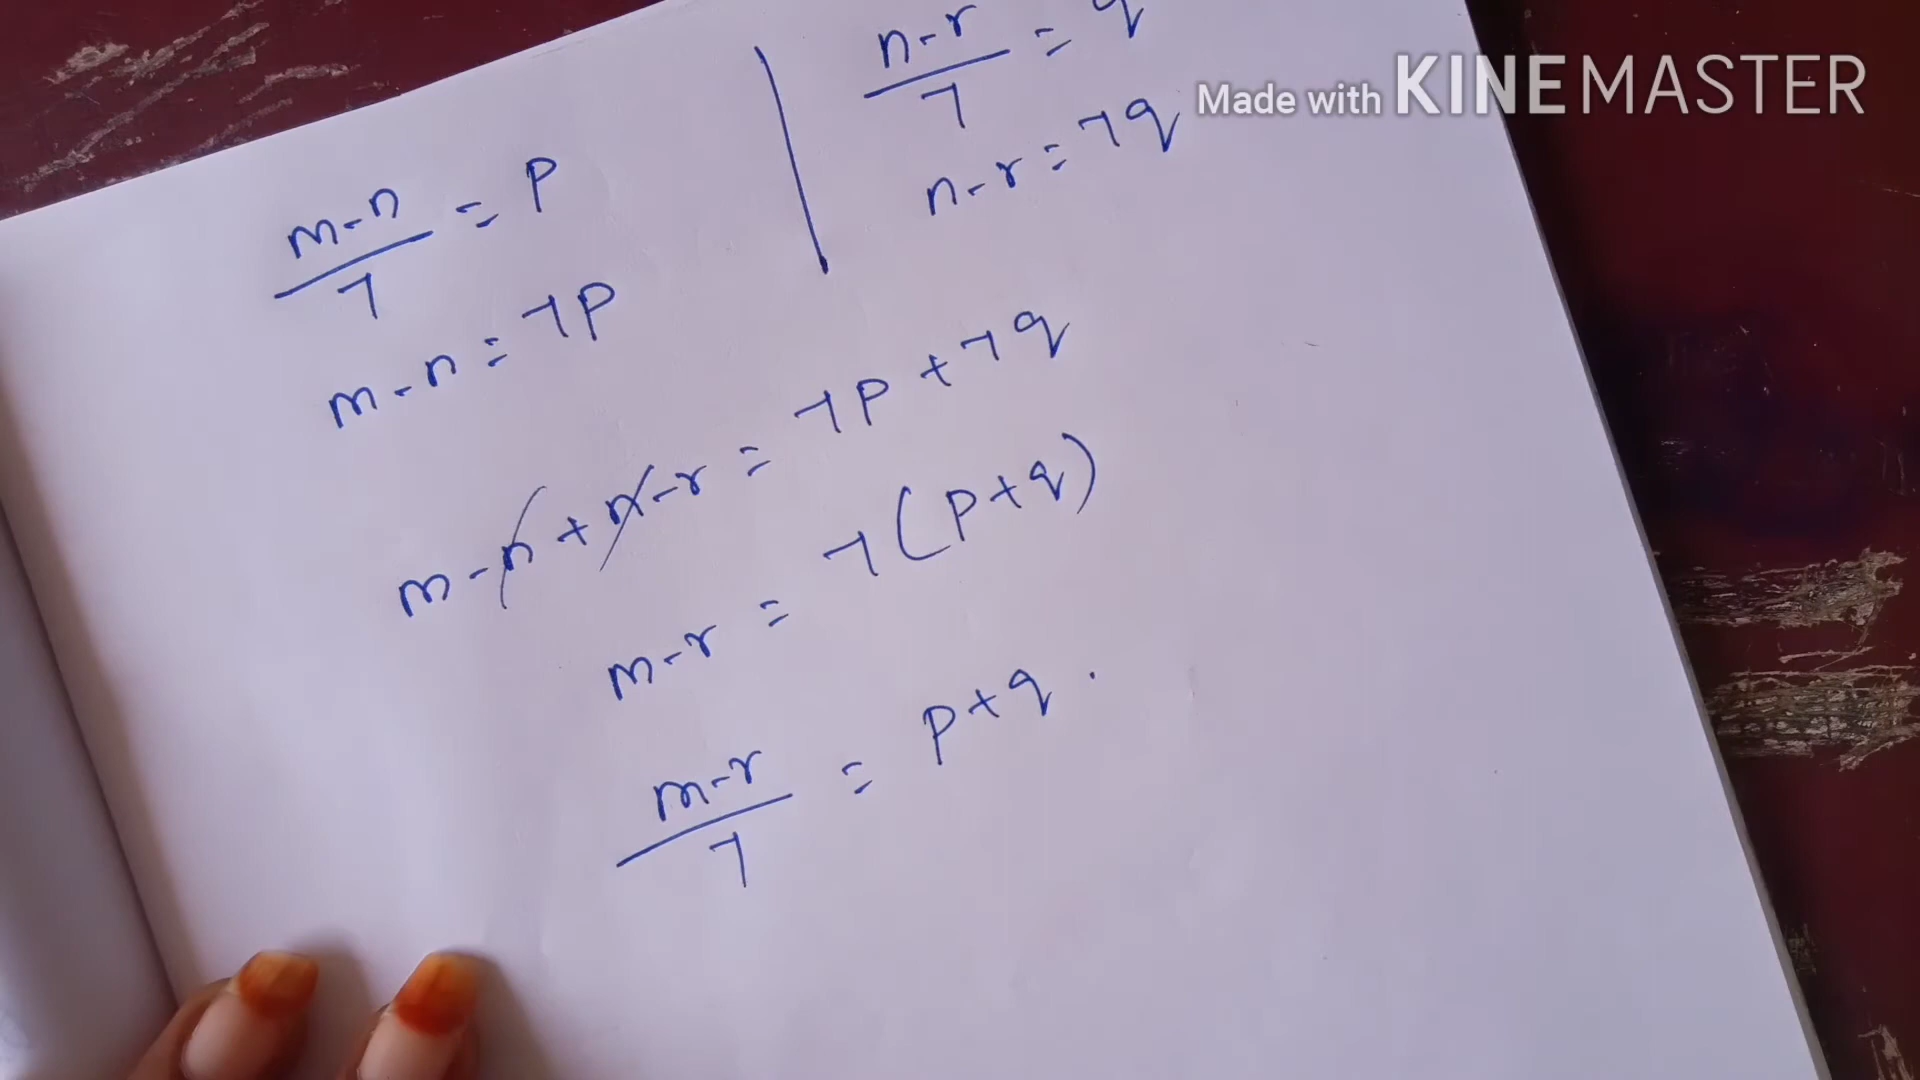 m-n/7 = p
m-n = 7p
n-r/7 = q
n-r = 7q
m-n+n-r = 7p+7q
m-r = 7(p+q)
m-r/7 = p+q.
Made with KINEMASTER